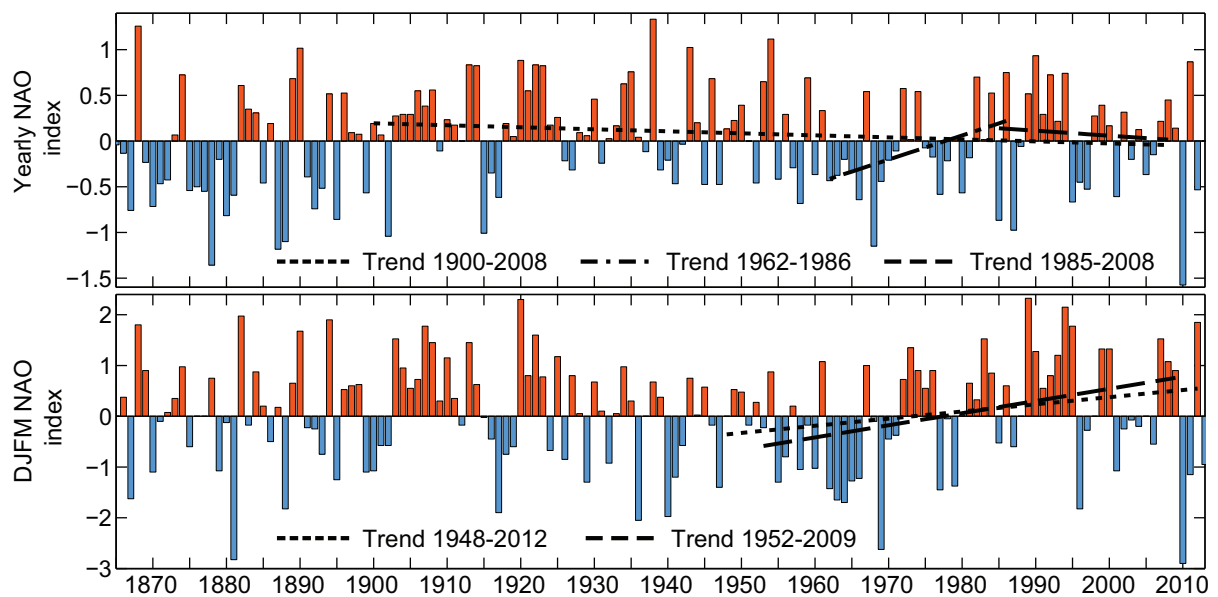 Yearly NAO
index
1
0.5
0
−0.5
−1
−1.5
Trend 1900-2008
Trend 1962-1986
Trend 1985-2008
DJFM NAO
index
2
1
0
−1
−2
−3
Trend 1948-2012
Trend 1952-2009
1870 1880 1890 1900 1910 1920 1930 1940 1950 1960 1970 1980 1990 2000 2010